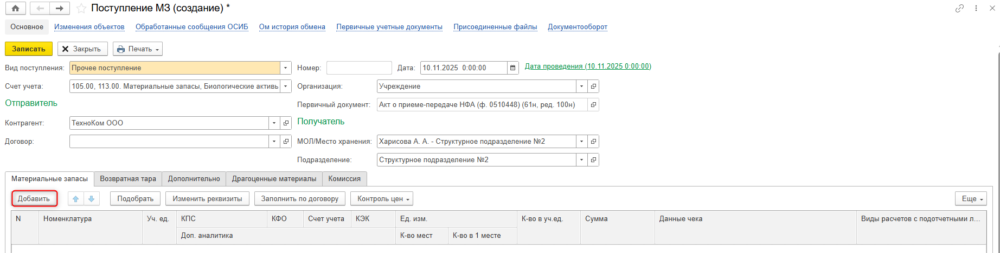 Поступление МЗ (создание) *
Основное Изменения объектов Обработанные сообщения ОСИБ Ом история обмена Первичные учетные документы Присоединенные файлы Документооборот
Записать Закрыть Печать
Вид поступления: Прочее поступление Номер: Дата: 10.11.2025 0:00:00 Дата проведения (10.11.2025 0:00:00)
Счет учета: 105.00, 113.00. Материальные запасы, Биологические активы Организация: Учреждение
Отправитель Первичный документ: Акт о приеме-передаче НФА (ф. 0510448) (61н, ред. 100н)
Контрагент: ТехноКом ООО Получатель
Договор: МОЛ/Место хранения: Харисова А. А. - Структурное подразделение №2
Подразделение: Структурное подразделение №2
Материальные запасы Возвратная тара Дополнительно Драгоценные материалы Комиссия
Добавить Подобрать Изменить реквизиты Заполнить по договору Контроль цен Еще
N Номенклатура Уч. ед. КПС КФО Счет учета КЭК Ед. изм. К-во в уч.ед. Сумма Данные чека Виды расчетов с подотчетными л...
Доп. аналитика К-во мест К-во в 1 месте